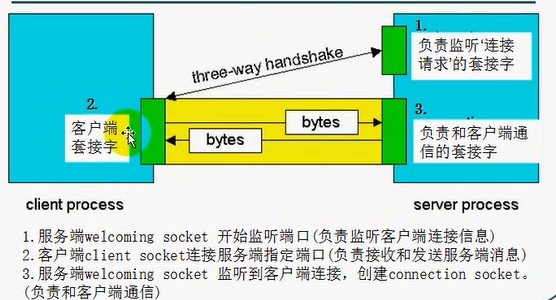 1.
负责监听‘连接
请求’的套接字
three-way handshake
2.
客户端
套接字
bytes
bytes
3.
负责和客户端通
信的套接字
client process
server process
1.服务端welcoming socket 开始监听端口(负责监听客户端连接信息)
2.客户端client socket连接服务端指定端口(负责接收和发送服务端消息)
3.服务端welcoming socket 监听到客户端连接，创建connection socket。
(负责和客户端通信)